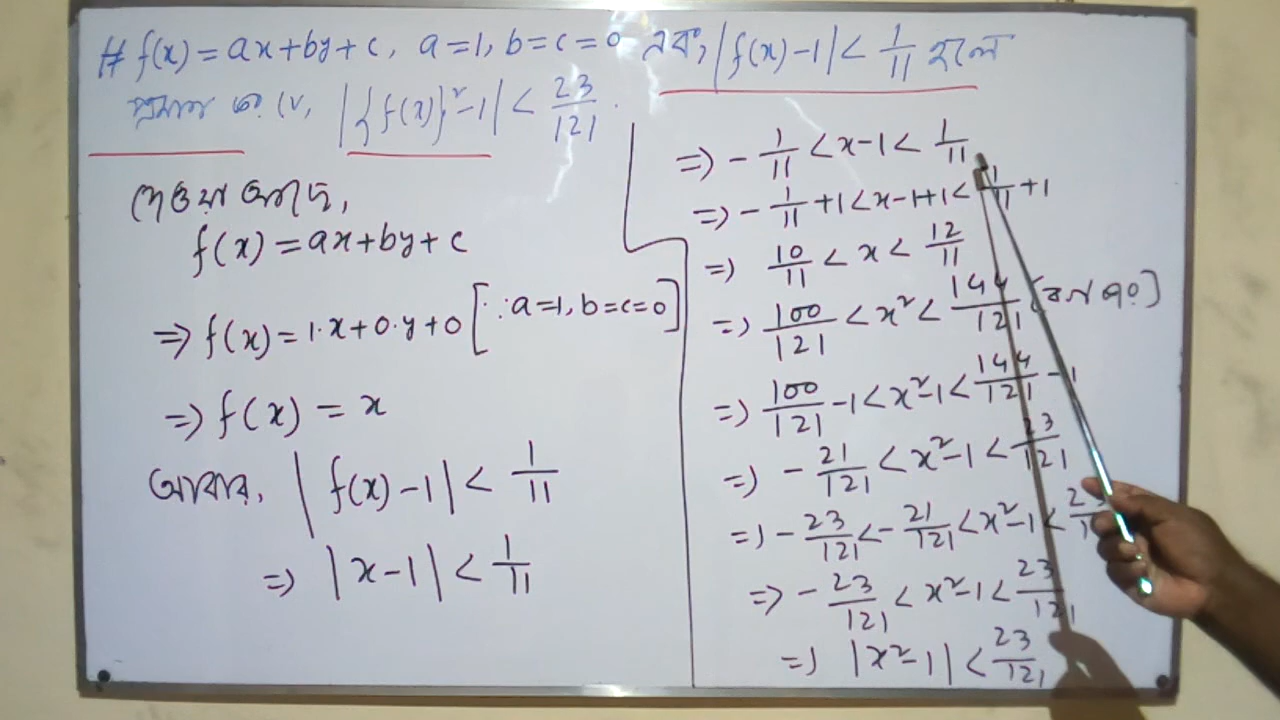 # f(x) = ax+by+c, a=1, b=c=0 এবং, |f(x)-1| < 1/11 হলে
প্রমাণ কর যে, |{f(x)}²-1| < 23/121.
দেওয়া আছে,
f(x) = ax+by+c
⇒ f(x) = 1·x+0·y+0 [∵ a=1, b=c=0]
⇒ f(x) = x
আবার, |f(x)-1| < 1/11
⇒ |x-1| < 1/11
⇒ -1/11 < x-1 < 1/11
⇒ -1/11 +1 < x-1+1 < 1/11 +1
⇒ 10/11 < x < 12/11
⇒ 100/121 < x² < 144/121 [বর্গ
⇒ 100/121 -1 < x²-1 < 144/121 -1
⇒ -21/121 < x²-1 < 23/121
⇒ -23/121 < -21/121 < x²-1 <
⇒ -23/121 < x²-1 < 23/121
⇒ |x²-1| < 23/121